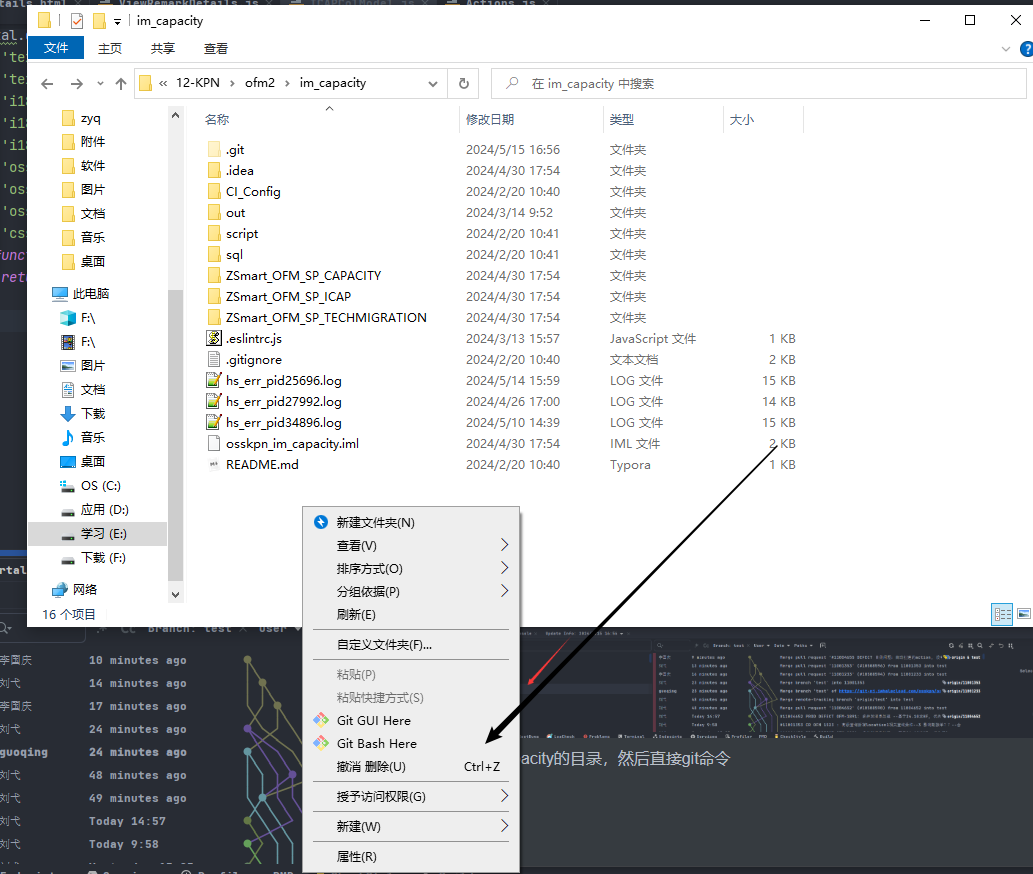 im_capacity
文件 主页 共享 查看
« 12-KPN › ofm2 › im_capacity
在 im_capacity 中搜索
名称 修改日期 类型 大小
zyq
附件
软件
图片
文档
音乐
桌面
此电脑
F:\
F:\
图片
文档
下载
音乐
桌面
OS (C:)
应用 (D:)
学习 (E:)
下载 (F:)
网络
.git 2024/5/15 16:56 文件夹
.idea 2024/4/30 17:54 文件夹
CI_Config 2024/2/20 10:40 文件夹
out 2024/3/14 9:52 文件夹
script 2024/2/20 10:41 文件夹
sql 2024/2/20 10:41 文件夹
ZSmart_OFM_SP_CAPACITY 2024/4/30 17:54 文件夹
ZSmart_OFM_SP_ICAP 2024/4/30 17:54 文件夹
ZSmart_OFM_SP_TECHMIGRATION 2024/4/30 17:54 文件夹
.eslintrc.js 2024/3/13 15:57 JavaScript 文件 1 KB
.gitignore 2024/2/20 10:40 文本文档 2 KB
hs_err_pid25696.log 2024/5/14 15:59 LOG 文件 15 KB
hs_err_pid27992.log 2024/4/26 17:00 LOG 文件 14 KB
hs_err_pid34896.log 2024/5/10 14:39 LOG 文件 15 KB
osskpn_im_capacity.iml 2024/4/30 17:54 IML 文件 2 KB
README.md 2024/2/20 10:40 Typora 1 KB
16 个项目
新建文件夹(N)
查看(V)
排序方式(O)
分组依据(P)
刷新(E)
自定义文件夹(F)...
粘贴(P)
粘贴快捷方式(S)
Git GUI Here
Git Bash Here
撤消 删除(U) Ctrl+Z
授予访问权限(G)
新建(W)
属性(R)
李国庆 10 minutes ago
刘弋 14 minutes ago
李国庆 17 minutes ago
刘弋 24 minutes ago
guoqing 24 minutes ago
刘弋 48 minutes ago
刘弋 49 minutes ago
刘弋 Today 14:57
刘弋 Today 9:58
acity的目录，然后直接git命令